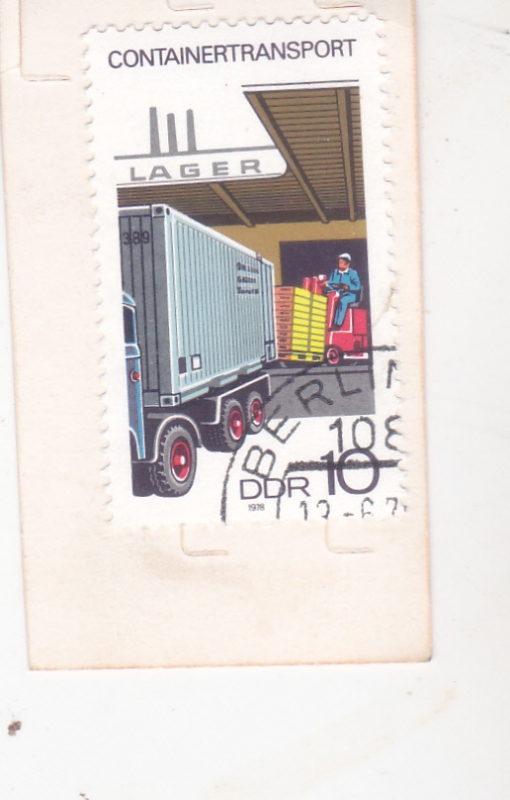 CONTAINERTRANSPORT
LAGER
389
BERLIN
108
DDR 10
1978